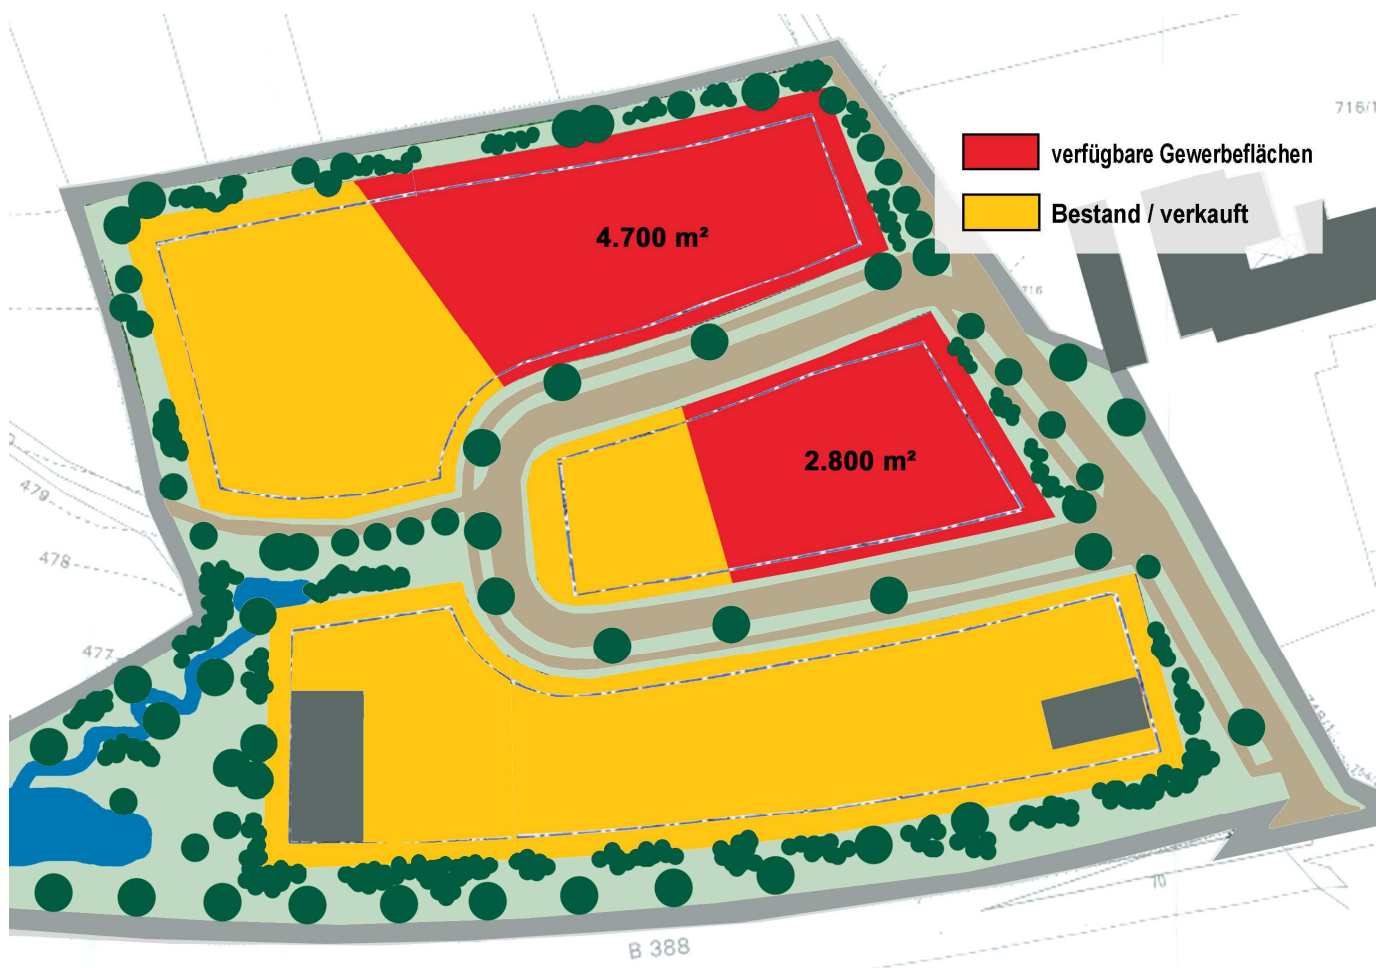 716/1
verfügbare Gewerbeflächen
Bestand / verkauft
4.700 m²
716
2.800 m²
479
478
477
70
B 388